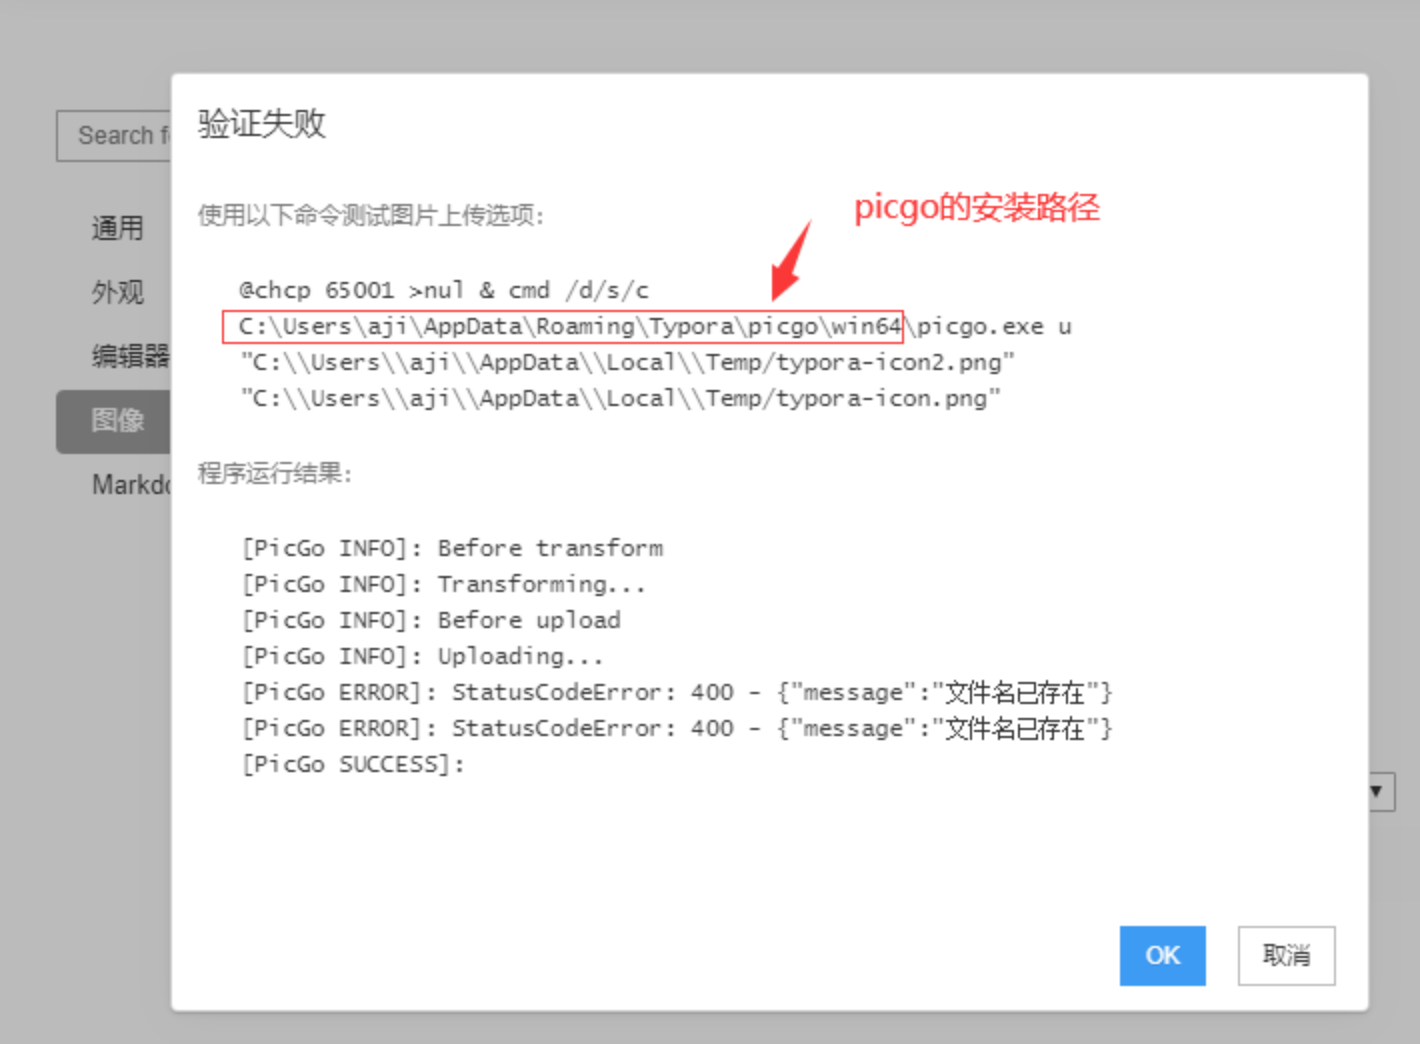 验证失败
Search f
使用以下命令测试图片上传选项:
picgo的安装路径
通用
外观
编辑器
图像
Markdo
@chcp 65001 >nul & cmd /d/s/c
C:\Users\aji\AppData\Roaming\Typora\picgo\win64\picgo.exe u
"C:\\Users\\aji\\AppData\\Local\\Temp/typora-icon2.png"
"C:\\Users\\aji\\AppData\\Local\\Temp/typora-icon.png"
程序运行结果:
[PicGo INFO]: Before transform
[PicGo INFO]: Transforming...
[PicGo INFO]: Before upload
[PicGo INFO]: Uploading...
[PicGo ERROR]: StatusCodeError: 400 - {"message":"文件名已存在"}
[PicGo ERROR]: StatusCodeError: 400 - {"message":"文件名已存在"}
[PicGo SUCCESS]:
OK
取消